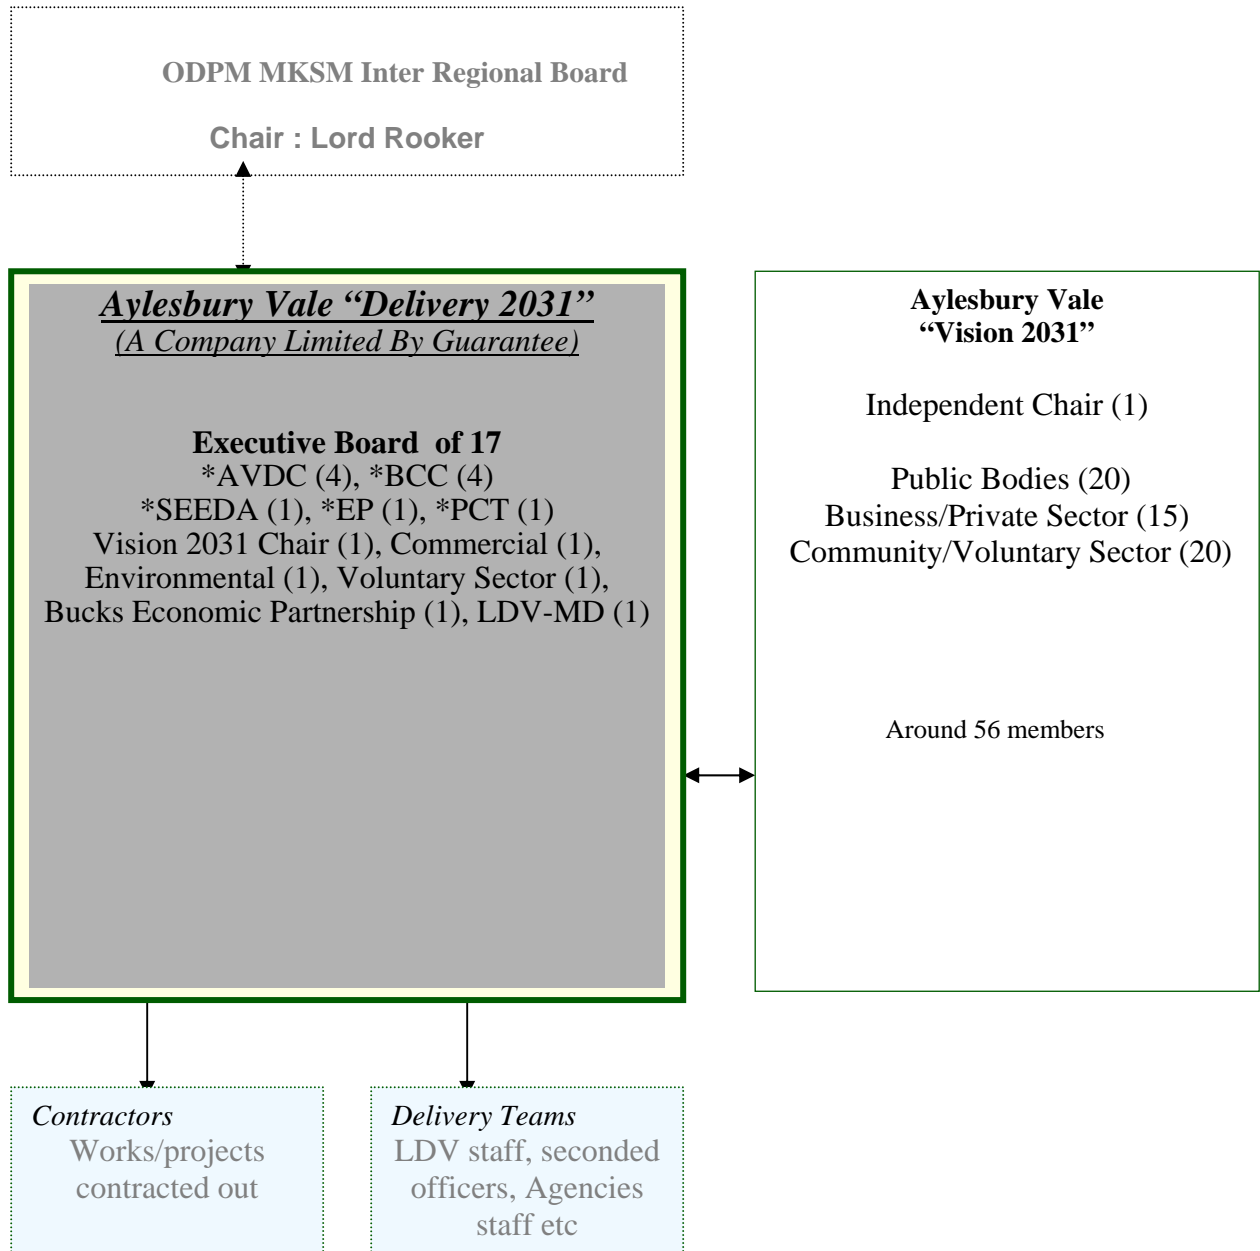 ODPM MKSM Inter Regional Board
Chair : Lord Rooker
Aylesbury Vale “Delivery 2031”
(A Company Limited By Guarantee)
Executive Board of 17
*AVDC (4), *BCC (4)
*SEEDA (1), *EP (1), *PCT (1)
Vision 2031 Chair (1), Commercial (1),
Environmental (1), Voluntary Sector (1),
Bucks Economic Partnership (1), LDV-MD (1)
Aylesbury Vale
“Vision 2031”
Independent Chair (1)
Public Bodies (20)
Business/Private Sector (15)
Community/Voluntary Sector (20)
Around 56 members
Contractors
Works/projects
contracted out
Delivery Teams
LDV staff, seconded
officers, Agencies
staff etc